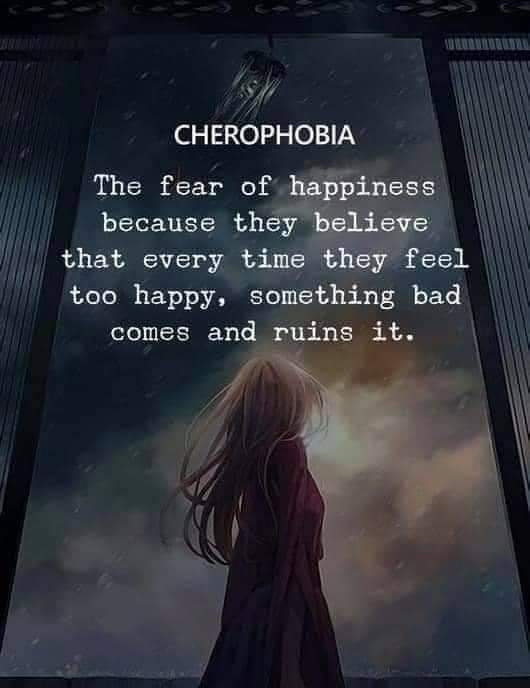 CHEROPHOBIA
The fear of happiness
because they believe
that every time they feel
too happy, something bad
comes and ruins it.